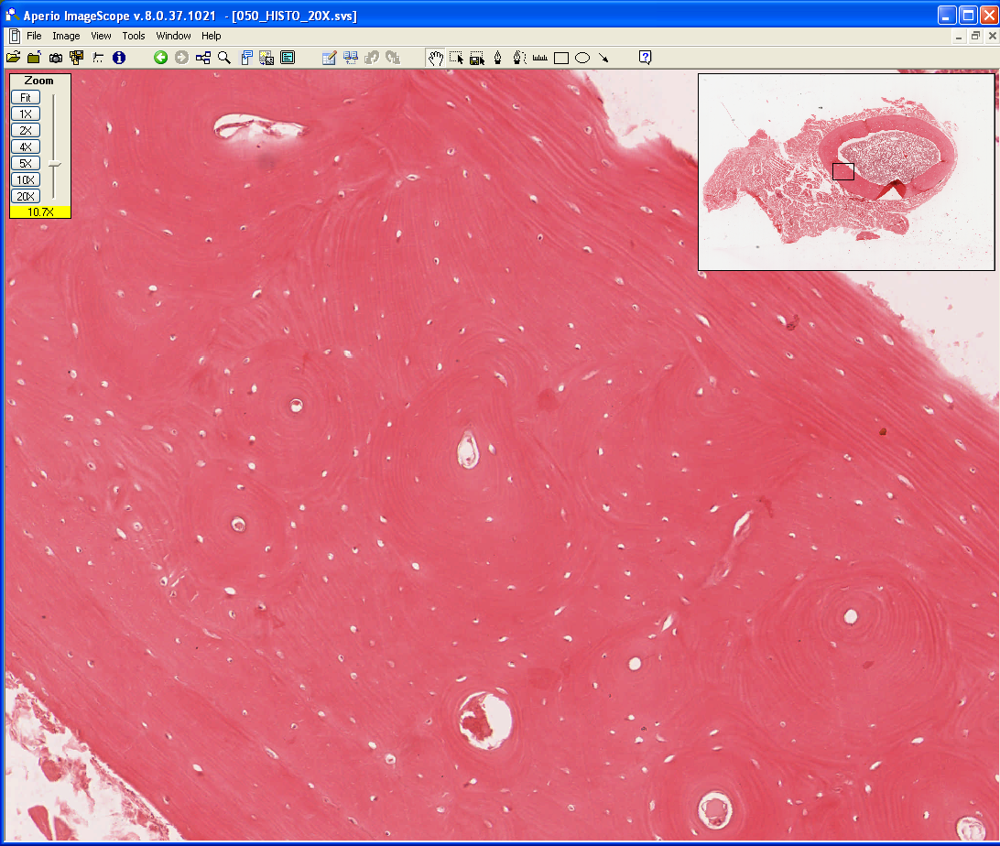 Aperio ImageScope v.8.0.37.1021 - [050_HISTO_20X.svs]
File Image View Tools Window Help
Zoom
Fit
1X
2X
4X
5X
10X
20X
10.7X